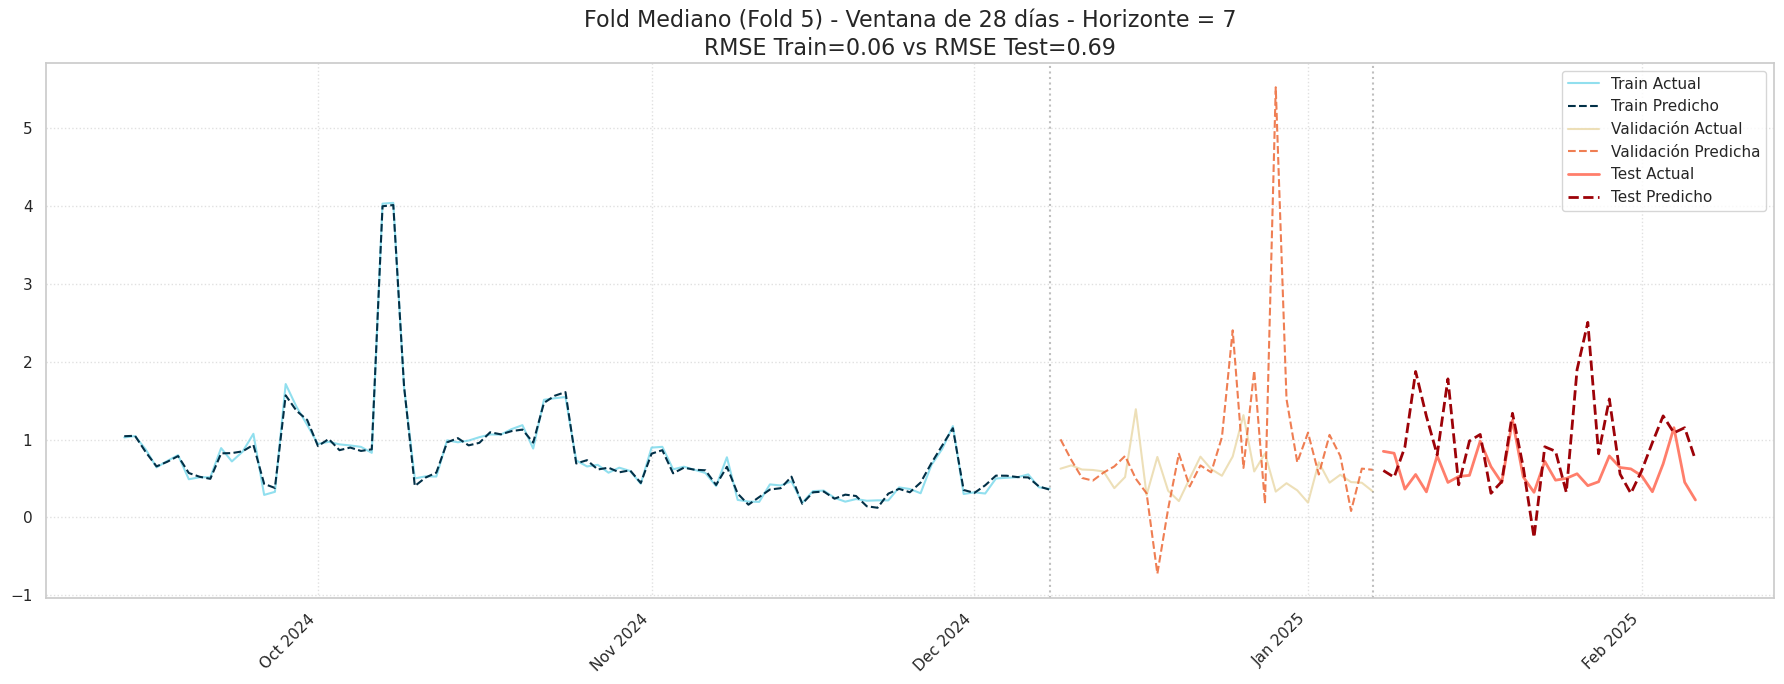 Fold Mediano (Fold 5) - Ventana de 28 días - Horizonte = 7
RMSE Train=0.06 vs RMSE Test=0.69
Train Actual
Train Predicho
Validación Actual
Validación Predicha
Test Actual
Test Predicho
5
4
3
2
1
0
−1
Oct 2024
Nov 2024
Dec 2024
Jan 2025
Feb 2025